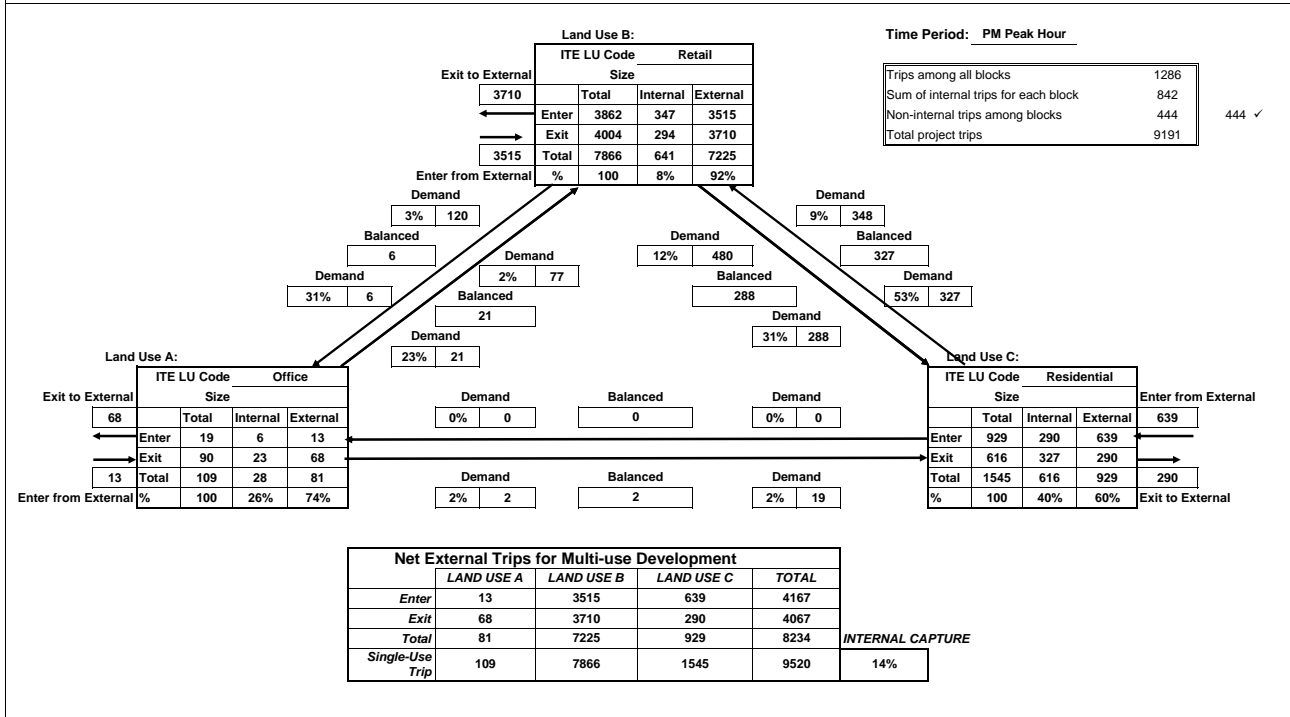 Land Use B:
Time Period: PM Peak Hour
ITE LU Code Retail
Exit to External Size
3710 Total Internal External
Enter 3862 347 3515
Exit 4004 294 3710
3515 Total 7866 641 7225
Enter from External % 100 8% 92%
Trips among all blocks 1286
Sum of internal trips for each block 842
Non-internal trips among blocks 444 444 ✓
Total project trips 9191
Demand
3% 120
Balanced
6
Demand
31% 6
Demand
2% 77
Balanced
21
Demand
23% 21
Demand
12% 480
Balanced
288
Demand
31% 288
Demand
9% 348
Balanced
327
Demand
53% 327
Land Use A:
ITE LU Code Office
Exit to External Size
68 Total Internal External
Enter 19 6 13
Exit 90 23 68
13 Total 109 28 81
Enter from External % 100 26% 74%
Demand Balanced Demand
0% 0 0 0% 0
Demand Balanced Demand
2% 2 2 2% 19
Land Use C:
ITE LU Code Residential
Size Enter from External
Total Internal External 639
Enter 929 290 639
Exit 616 327 290
Total 1545 616 929 290
% 100 40% 60% Exit to External
Net External Trips for Multi-use Development
LAND USE A LAND USE B LAND USE C TOTAL
Enter 13 3515 639 4167
Exit 68 3710 290 4067
Total 81 7225 929 8234 INTERNAL CAPTURE
Single-Use
Trip 109 7866 1545 9520 14%